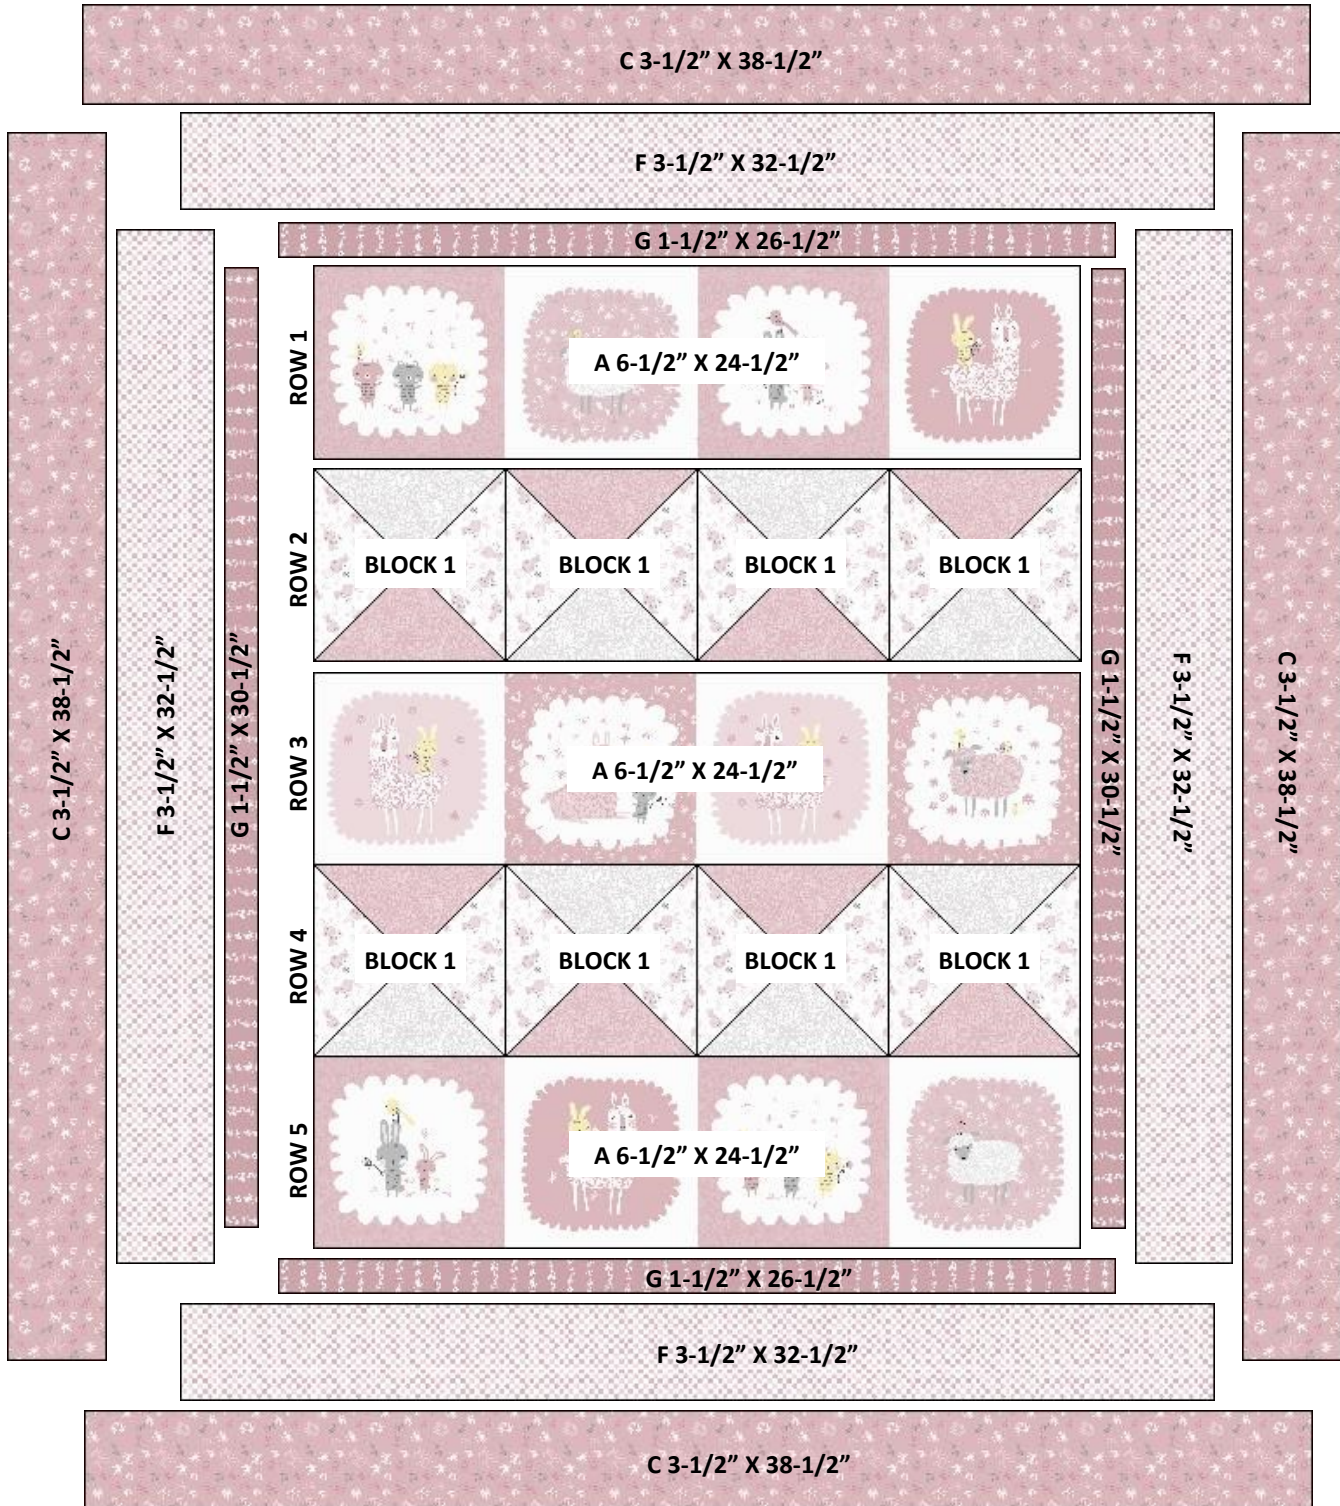 C 3-1/2” X 38-1/2”
F 3-1/2” X 32-1/2”
G 1-1/2” X 26-1/2”
C 3-1/2” X 38-1/2”
F 3-1/2” X 32-1/2”
G 1-1/2” X 30-1/2”
ROW 1
A 6-1/2” X 24-1/2”
ROW 2
BLOCK 1 BLOCK 1 BLOCK 1 BLOCK 1
ROW 3
A 6-1/2” X 24-1/2”
ROW 4
BLOCK 1 BLOCK 1 BLOCK 1 BLOCK 1
ROW 5
A 6-1/2” X 24-1/2”
G 1-1/2” X 30-1/2”
F 3-1/2” X 32-1/2”
C 3-1/2” X 38-1/2”
G 1-1/2” X 26-1/2”
F 3-1/2” X 32-1/2”
C 3-1/2” X 38-1/2”